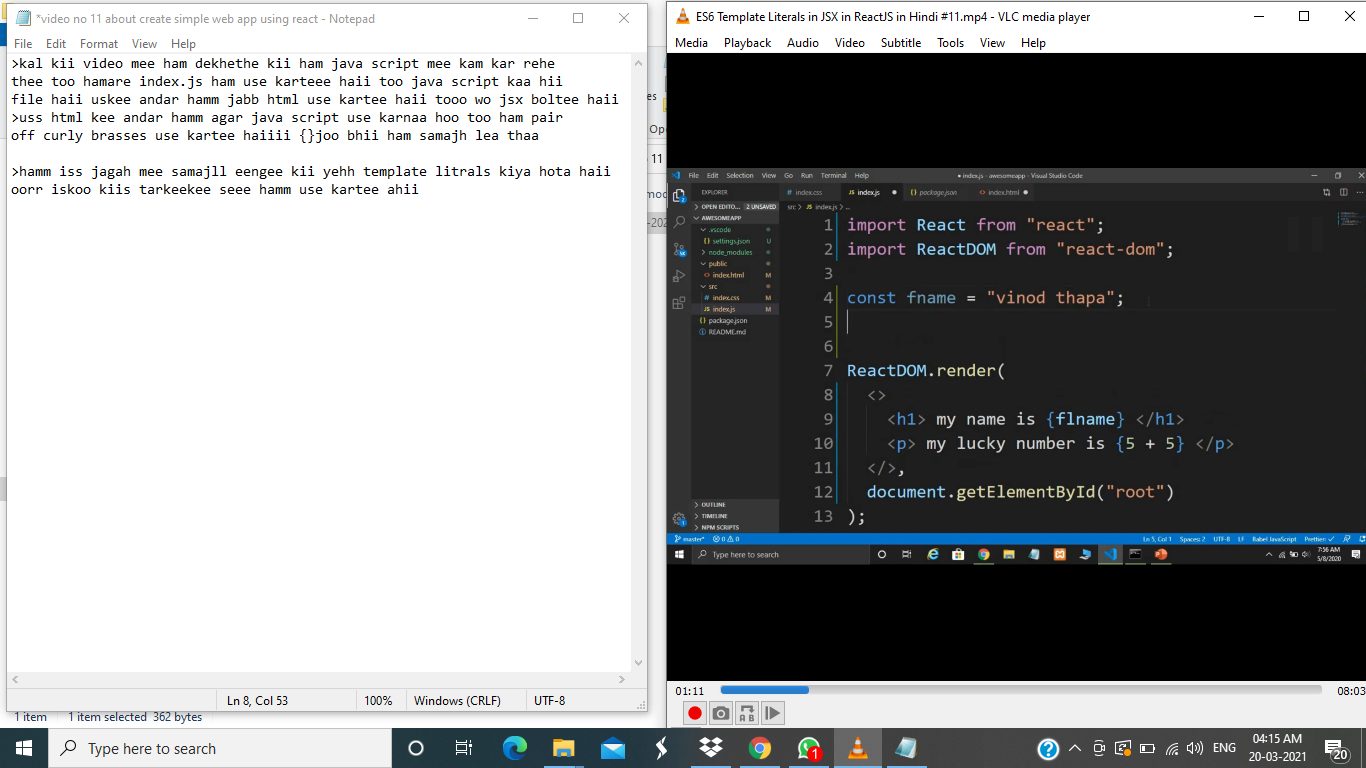 *video no 11 about create simple web app using react - Notepad
File Edit Format View Help
>kal kii video mee ham dekhethe kii ham java script mee kam kar rehe
thee too hamare index.js ham use karteee haii too java script kaa hii
file haii uskee andar hamm jabb html use kartee haii tooo wo jsx boltee haii
>uss html kee andar hamm agar java script use karnaa hoo too ham pair
off curly brasses use kartee haiiii {}joo bhii ham samajh lea thaa
>hamm iss jagah mee samajll eengee kii yehh template litrals kiya hota haii
oorr iskoo kiis tarkeekee seee hamm use kartee ahii
Ln 8, Col 53 100% Windows (CRLF) UTF-8
1 item 1 item selected 362 bytes
es
Op
11
mod
-202
ES6 Template Literals in JSX in ReactJS in Hindi #11.mp4 - VLC media player
Media Playback Audio Video Subtitle Tools View Help
File Edit Selection View Go Run Terminal Help ● index.js - awesomeapp - Visual Studio Code
EXPLORER
# index.css JS index.js ● {} package.json <> index.html ●
OPEN EDITO... 2 UNSAVED
src > JS index.js > ...
AWESOMEAPP
.vscode
{} settings.json U
node_modules
public
<> index.html M
src
# index.css M
JS index.js M
{} package.json
README.md
OUTLINE
TIMELINE
NPM SCRIPTS
1 import React from "react";
2 import ReactDOM from "react-dom";
3
4 const fname = "vinod thapa";
5
6
7 ReactDOM.render(
8 <>
9 <h1> my name is {flname} </h1>
10 <p> my lucky number is {5 + 5} </p>
11 </>,
12 document.getElementById("root")
13 );
master* 0 0 Ln 5, Col 1 Spaces: 2 UTF-8 LF Babel JavaScript Prettier: ✓
Type here to search
7:56 AM
5/8/2020
01:11 08:03
A B
Type here to search
1
ENG
04:15 AM
20-03-2021
20